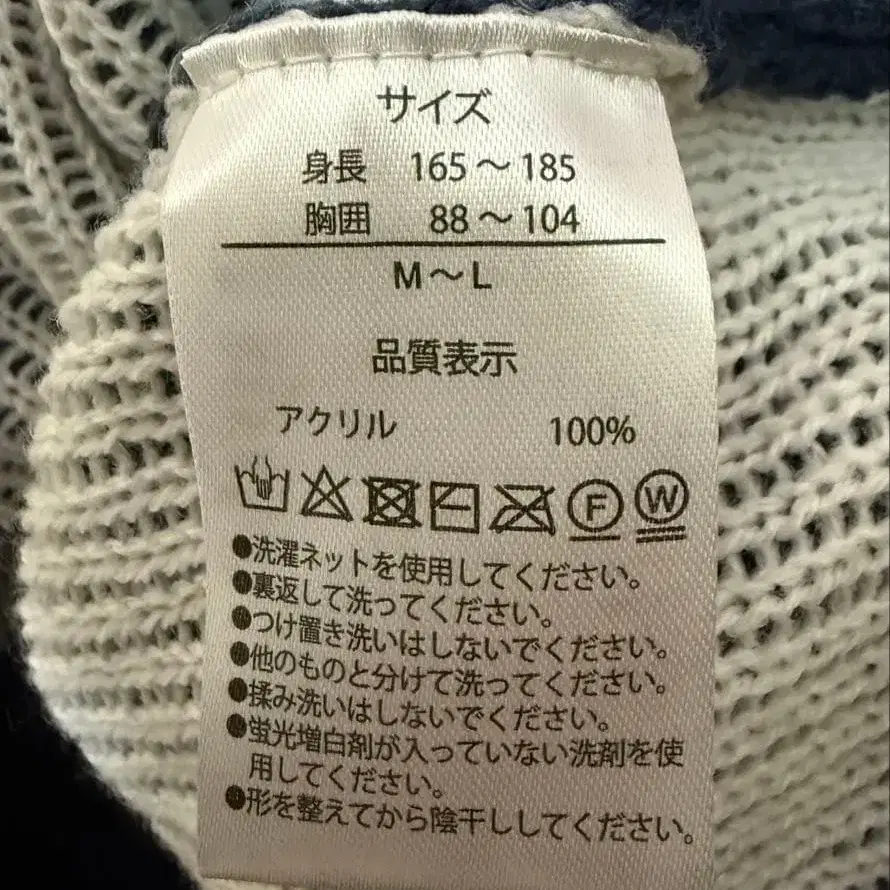 サイズ
身長 165～185
胸囲 88～104
M～L
品質表示
アクリル 100%
F W
●洗濯ネットを使用してください。
●裏返して洗ってください。
●つけ置き洗いはしないでください。
●他のものと分けて洗ってください。
●揉み洗いはしないでください。
●蛍光増白剤が入っていない洗剤を使
用してください。
●形を整えてから陰干ししてください。